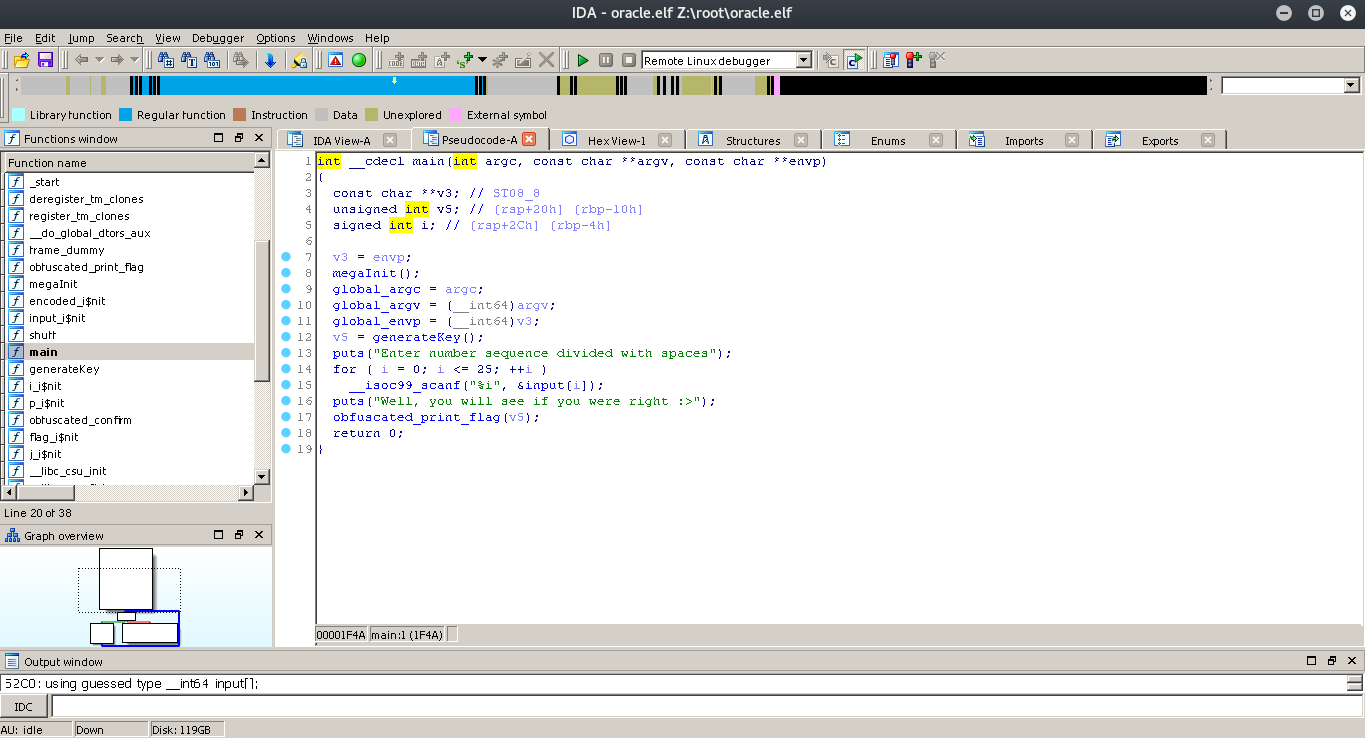 IDA - oracle.elf Z:\root\oracle.elf
File Edit Jump Search View Debugger Options Windows Help
Remote Linux debugger
Library function Regular function Instruction Data Unexplored External symbol
Functions window
IDA View-A Pseudocode-A Hex View-1 Structures Enums Imports Exports
Function name
_start
deregister_tm_clones
register_tm_clones
__do_global_dtors_aux
frame_dummy
obfuscated_print_flag
megaInit
encoded_i$nit
input_i$nit
shuff
main
generateKey
i_i$nit
p_i$nit
obfuscated_confirm
flag_i$nit
j_i$nit
__libc_csu_init
Line 20 of 38
Graph overview
1 int __cdecl main(int argc, const char **argv, const char **envp)
2 {
3 const char **v3; // ST08_8
4 unsigned int v5; // [rsp+20h] [rbp-10h]
5 signed int i; // [rsp+2Ch] [rbp-4h]
6
7 v3 = envp;
8 megaInit();
9 global_argc = argc;
10 global_argv = (__int64)argv;
11 global_envp = (__int64)v3;
12 v5 = generateKey();
13 puts("Enter number sequence divided with spaces");
14 for ( i = 0; i <= 25; ++i )
15 __isoc99_scanf("%i", &input[i]);
16 puts("Well, you will see if you were right :>");
17 obfuscated_print_flag(v5);
18 return 0;
19 }
00001F4A main:1 (1F4A)
Output window
52C0: using guessed type __int64 input[];
IDC
AU: idle Down Disk: 119GB